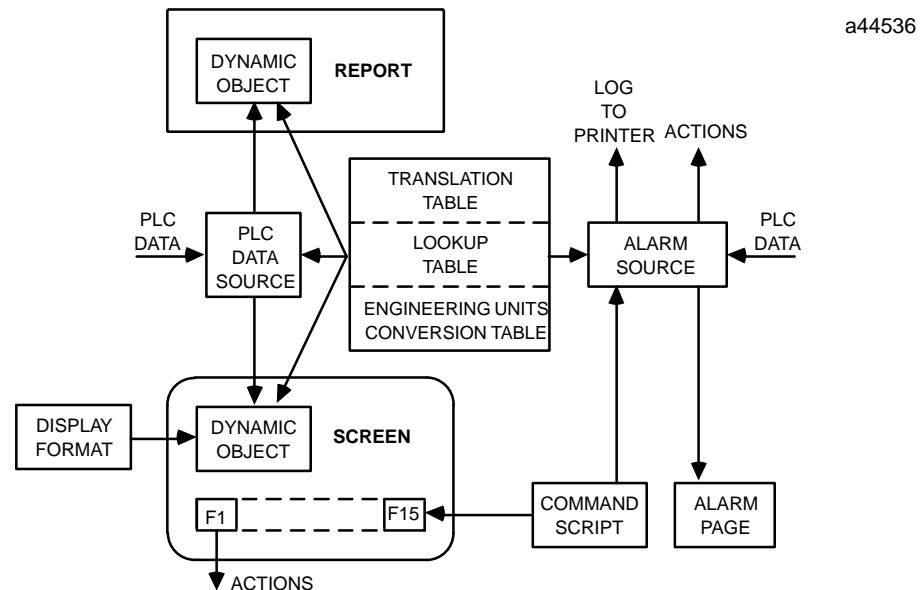 a44536
DYNAMIC
OBJECT
REPORT
LOG
TO
PRINTER
ACTIONS
TRANSLATION
TABLE
PLC
DATA
PLC
DATA
SOURCE
LOOKUP
TABLE
ALARM
SOURCE
PLC
DATA
ENGINEERING UNITS
CONVERSION TABLE
DISPLAY
FORMAT
DYNAMIC
OBJECT
SCREEN
F1
F15
COMMAND
SCRIPT
ALARM
PAGE
ACTIONS